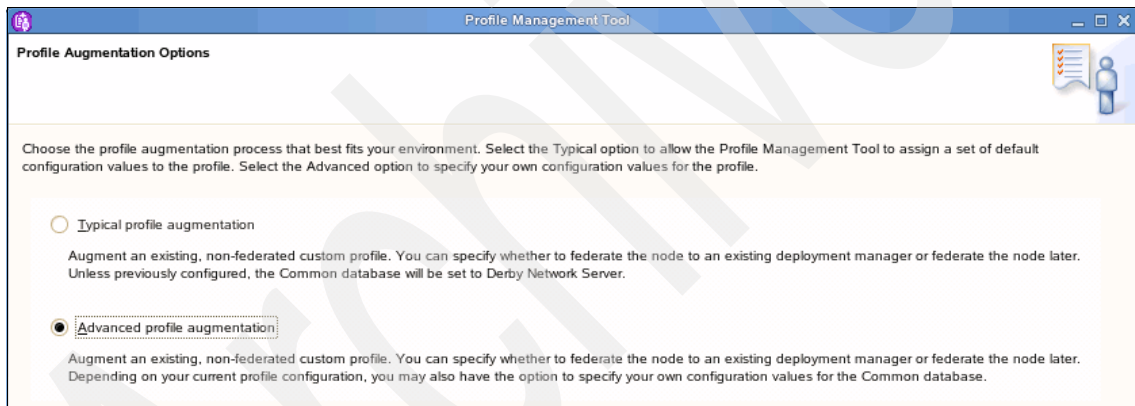 Profile Management Tool
Profile Augmentation Options
Choose the profile augmentation process that best fits your environment. Select the Typical option to allow the Profile Management Tool to assign a set of default
configuration values to the profile. Select the Advanced option to specify your own configuration values for the profile.
Typical profile augmentation
Augment an existing, non-federated custom profile. You can specify whether to federate the node to an existing deployment manager or federate the node later.
Unless previously configured, the Common database will be set to Derby Network Server.
Advanced profile augmentation
Augment an existing, non-federated custom profile. You can specify whether to federate the node to an existing deployment manager or federate the node later.
Depending on your current profile configuration, you may also have the option to specify your own configuration values for the Common database.